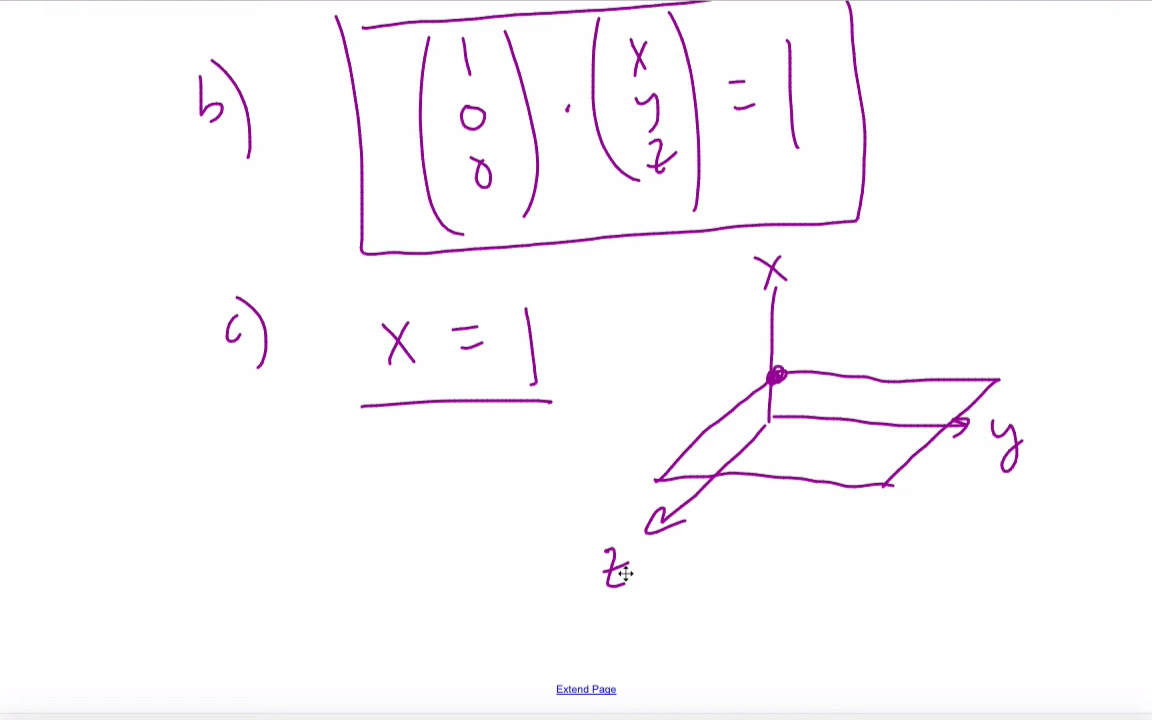 b) (1 0 0) · (x y z) = 1
x
c) x = 1
y
z
Extend Page